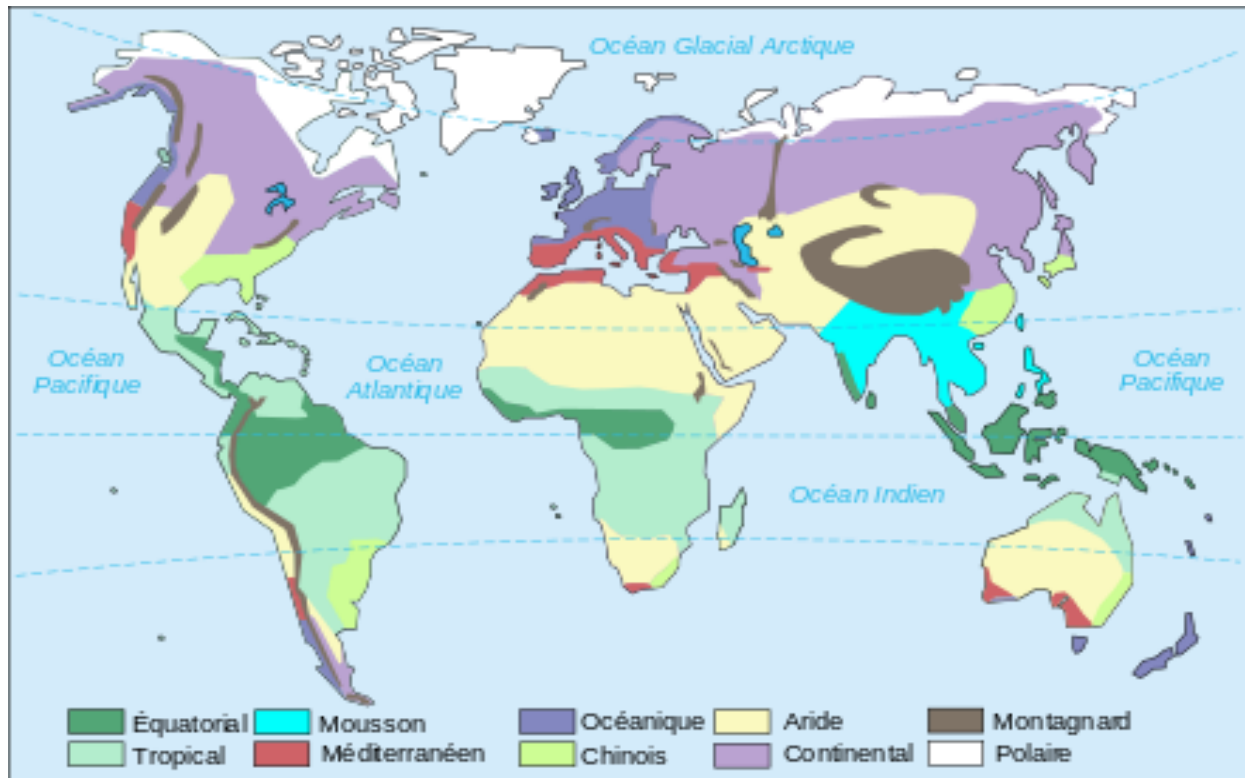 Océan Glacial Arctique
Océan
Pacifique
Océan
Atlantique
Océan
Pacifique
Océan Indien
Équatorial
Mousson
Océanique
Aride
Montagnard
Tropical
Méditerranéen
Chinois
Continental
Polaire